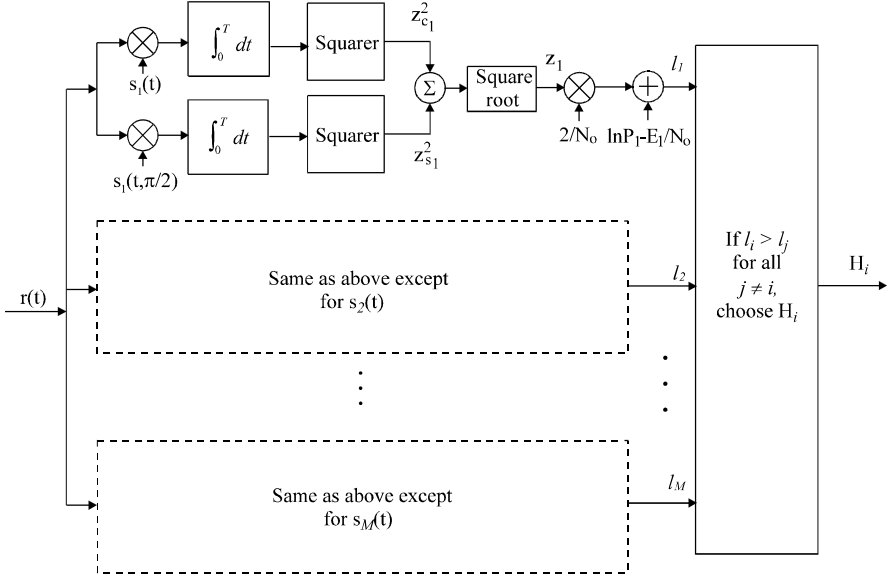 ∫₀ᵀ dt
Squarer
z²c₁
s₁(t)
Σ
Square
root
z₁
2/Nₒ
lnP₁-E₁/Nₒ
l₁
∫₀ᵀ dt
Squarer
z²s₁
s₁(t,π/2)
If lᵢ > lⱼ
for all
j ≠ i,
choose Hᵢ
Hᵢ
r(t)
Same as above except
for s₂(t)
l₂
Same as above except
for s_M(t)
l_M